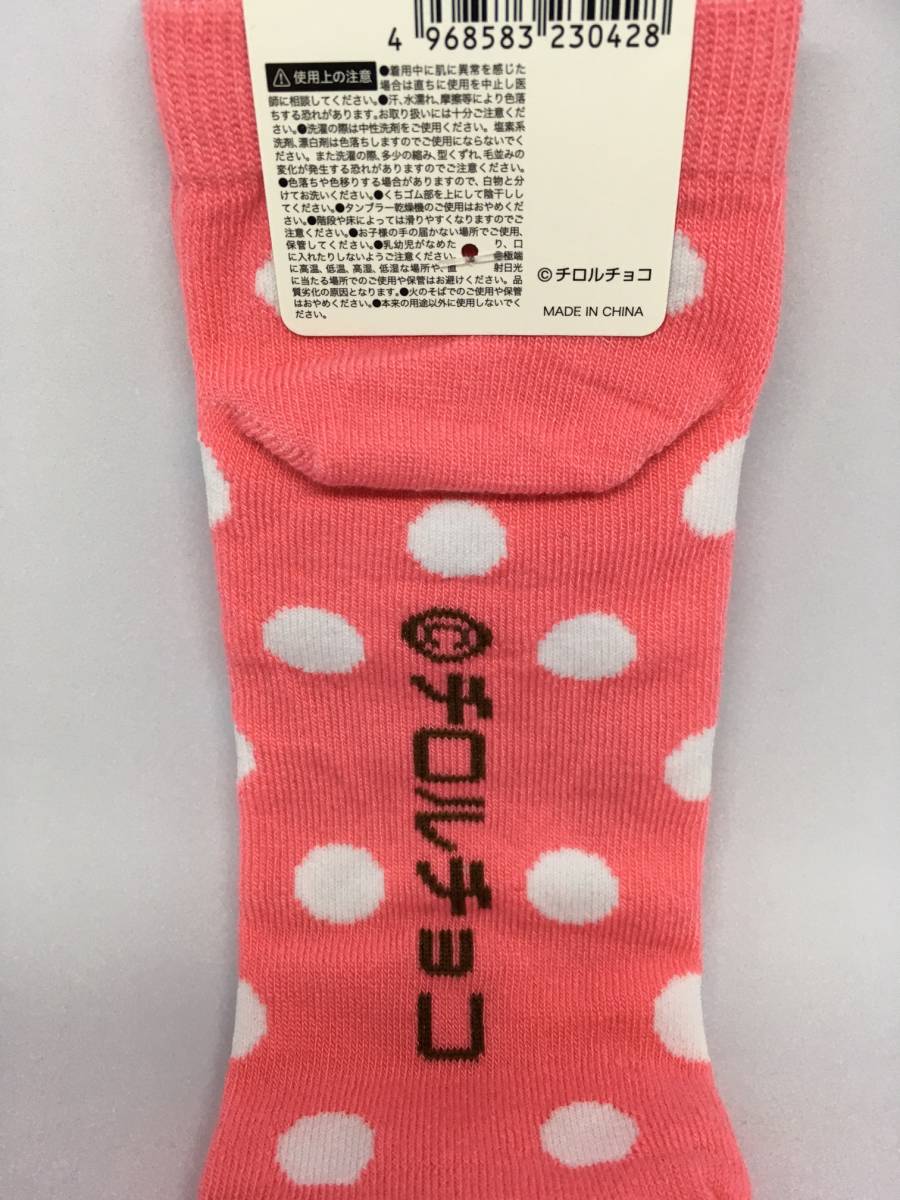 4 968583 230428
⚠ 使用上の注意 ●着用中に肌に異常を感じた
場合は直ちに使用を中止し医
師に相談してください。●汗、水濡れ、摩擦等により色落
ちする恐れがあります。お取り扱いには十分ご注意くださ
い。●洗濯の際は中性洗剤をご使用ください。塩素系
洗剤、漂白剤は色落ちしますのでご使用にならないでく
ださい。また洗濯の際、多少の縮み、型くずれ、毛並みの
変化が発生する恐れがありますのでご注意ください。
●色落ちや色移りする場合がありますので、白物と分
けてお洗いください。●くちゴム部を上にして陰干しし
てください。●タンブラー乾燥機のご使用はおやめくだ
さい。●階段や床によっては滑りやすくなりますのでご
注意ください。●お子様の手の届かない場所でご使用、
保管してください。●乳幼児がなめた り、口
に入れたりしないようご注意ください。 ●極端
に高温、低温、高湿、低湿な場所や、直 射日光
に当たる場所でのご使用や保管はお避けください。品
質劣化の原因となります。●火のそばでのご使用や保管
はおやめください。●本来の用途以外に使用しないでく
ださい。
©チロルチョコ
MADE IN CHINA
©チロルチョコ